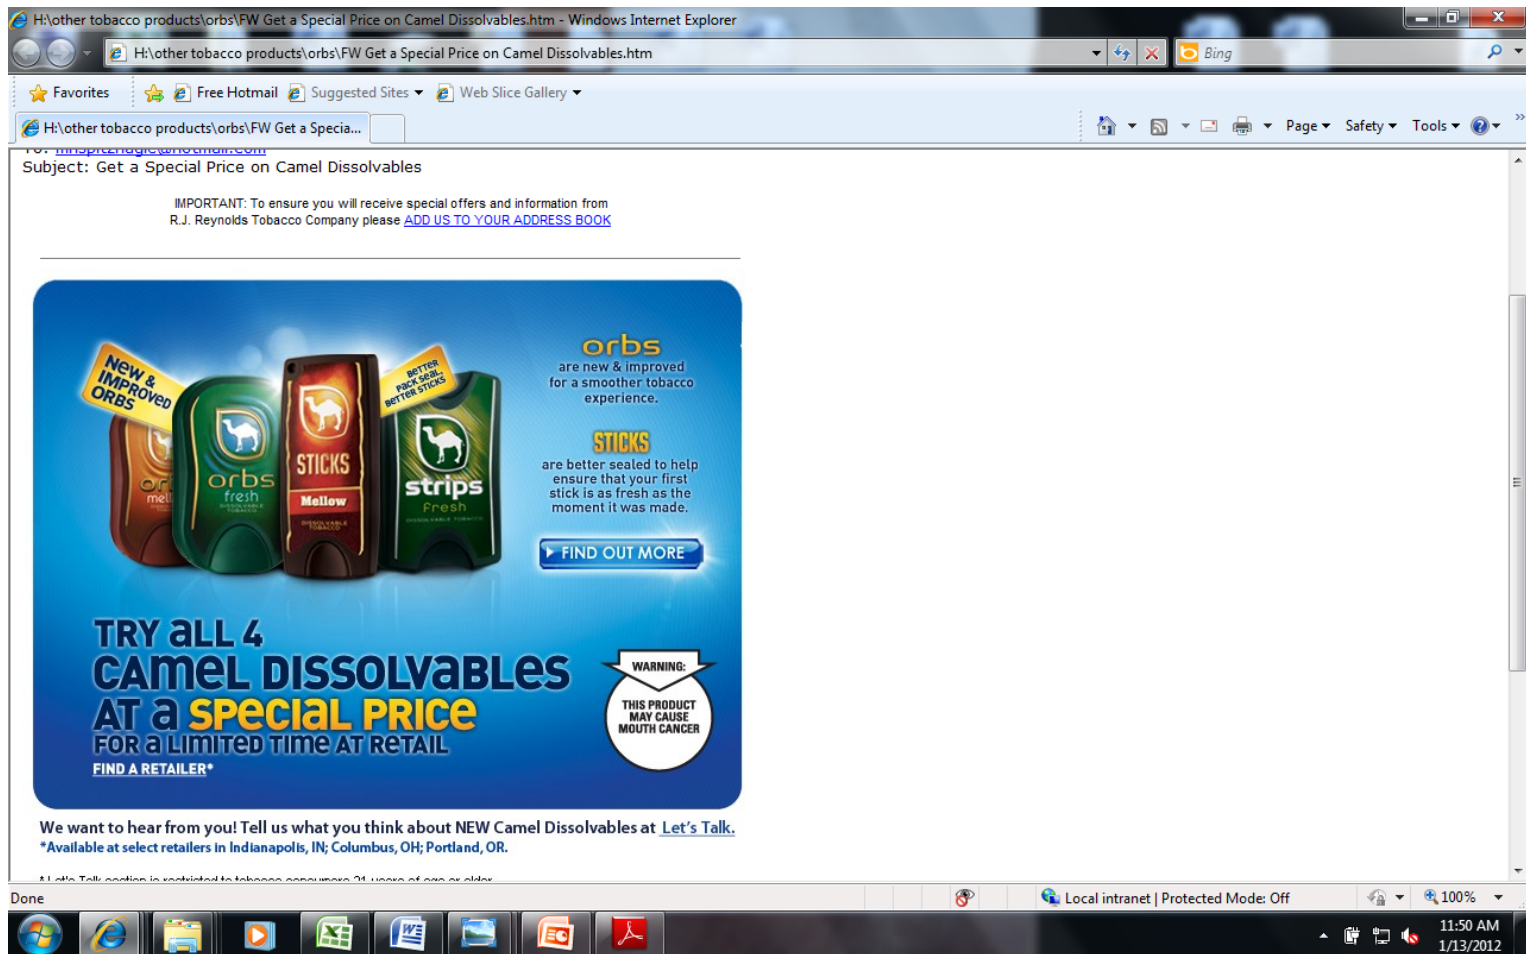 H:\other tobacco products\orbs\FW Get a Special Price on Camel Dissolvables.htm - Windows Internet Explorer
H:\other tobacco products\orbs\FW Get a Special Price on Camel Dissolvables.htm
Bing
Favorites Free Hotmail Suggested Sites Web Slice Gallery
H:\other tobacco products\orbs\FW Get a Specia...
Page Safety Tools
Subject: Get a Special Price on Camel Dissolvables
IMPORTANT: To ensure you will receive special offers and information from
R.J. Reynolds Tobacco Company please ADD US TO YOUR ADDRESS BOOK
NEW &
IMPROVED
ORBS
orbs
fresh
DISSOLVABLE
TOBACCO
STICKS
Mellow
DISSOLVABLE
TOBACCO
BETTER
PACK SEAL,
BETTER STICKS
strips
Fresh
DISSOLVABLE TOBACCO
orbs
are new & improved
for a smoother tobacco
experience.
STICKS
are better sealed to help
ensure that your first
stick is as fresh as the
moment it was made.
FIND OUT MORE
TRY aLL 4
CAMEL DISSOLVaBLES
AT a SPECIAL PRICE
FOR a LIMITED TIME AT RETAIL
FIND A RETAILER*
WARNING:
THIS PRODUCT
MAY CAUSE
MOUTH CANCER
We want to hear from you! Tell us what you think about NEW Camel Dissolvables at Let's Talk.
*Available at select retailers in Indianapolis, IN; Columbus, OH; Portland, OR.
Done
Local intranet | Protected Mode: Off
100%
11:50 AM
1/13/2012